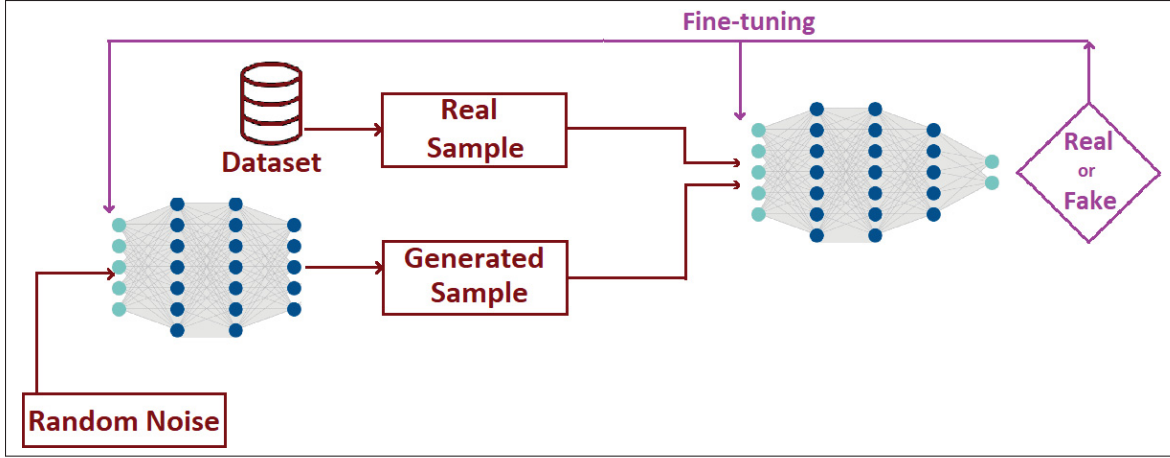 Fine-tuning
Dataset
Real
Sample
Real
or
Fake
Generated
Sample
Random Noise